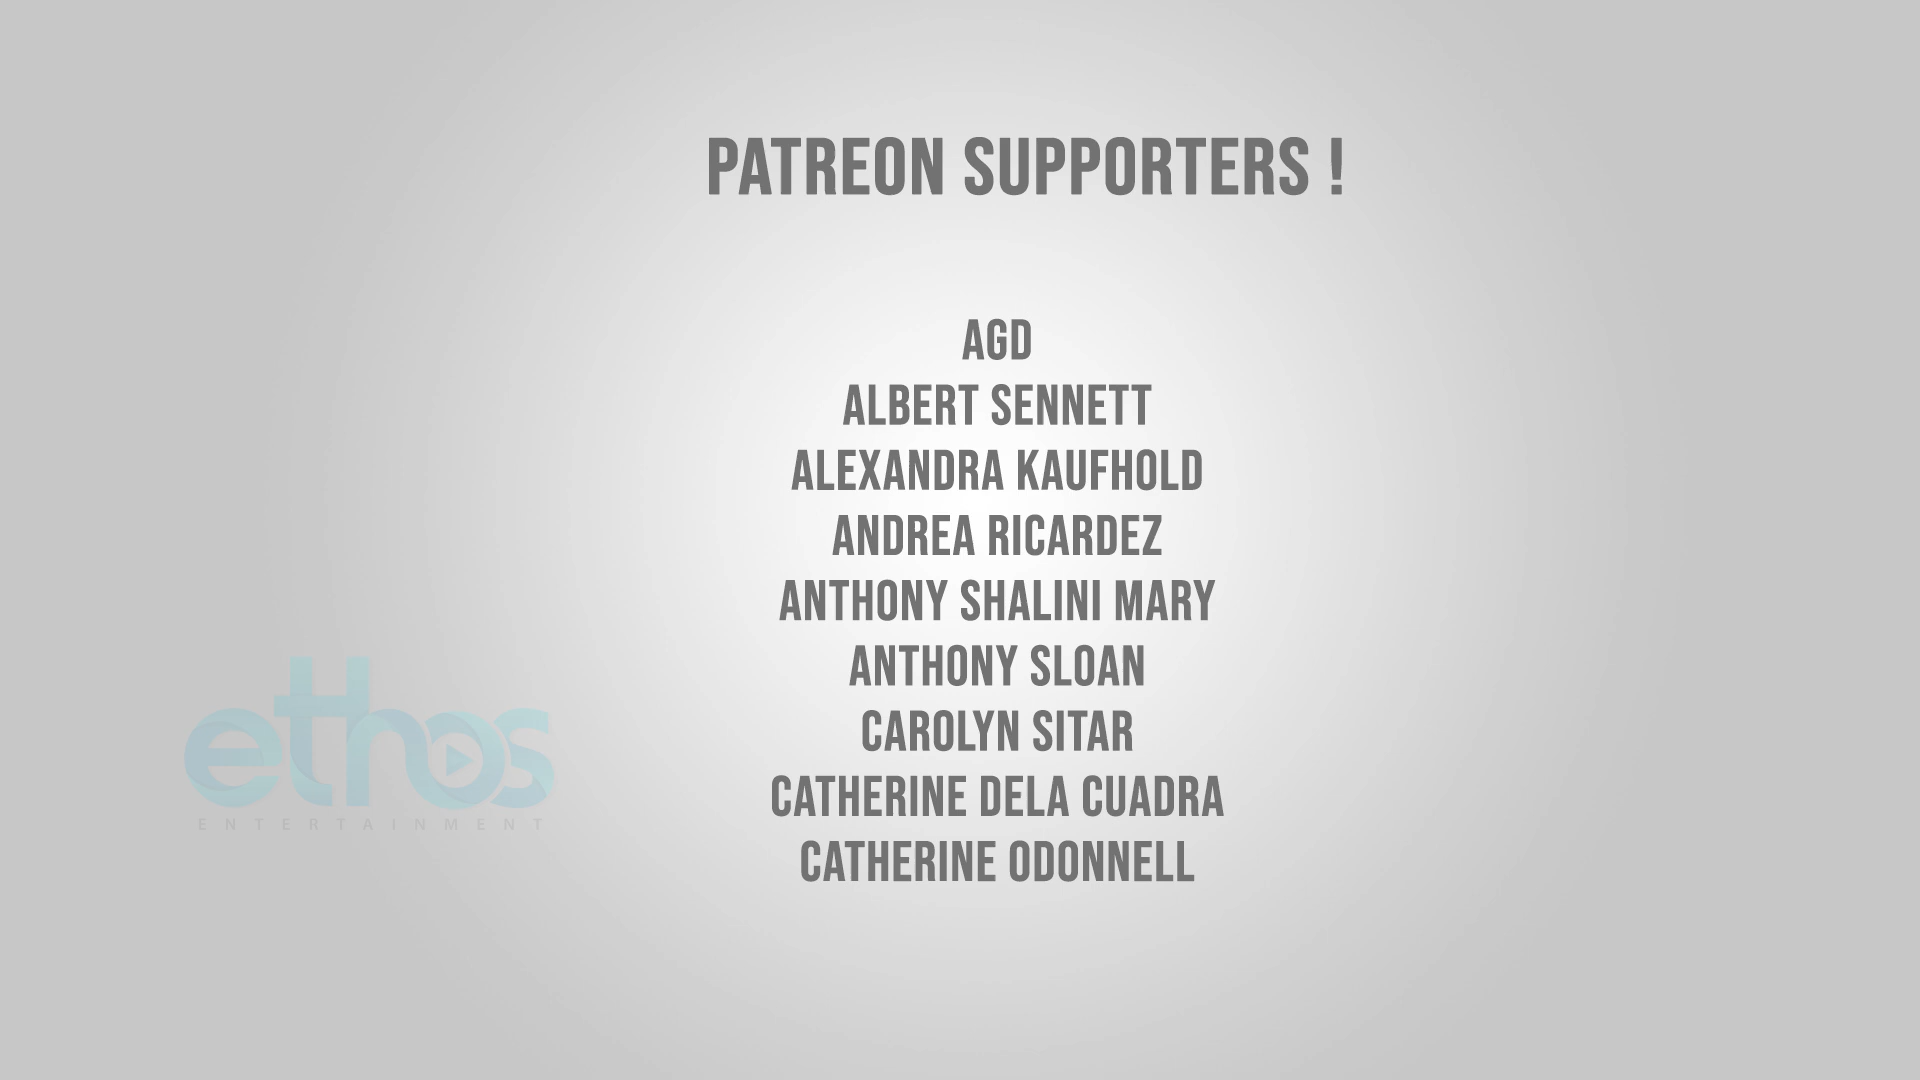 PATREON SUPPORTERS !
AGD
ALBERT SENNETT
ALEXANDRA KAUFHOLD
ANDREA RICARDEZ
ANTHONY SHALINI MARY
ANTHONY SLOAN
CAROLYN SITAR
CATHERINE DELA CUADRA
CATHERINE ODONNELL
ethos
ENTERTAINMENT